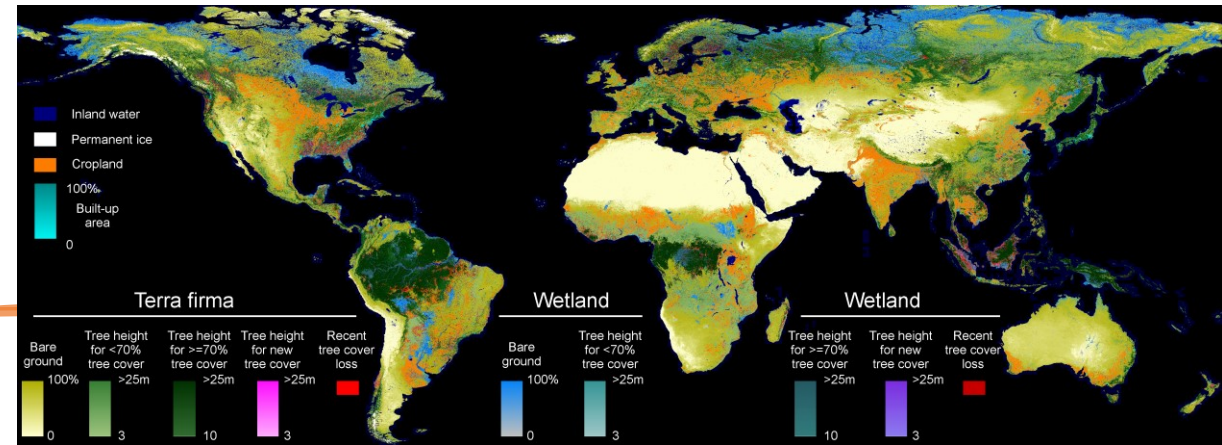 Inland water
Permanent ice
Cropland
100%
Built-up
area
0
Terra firma
Bare
ground
100%
0
Tree height
for <70%
tree cover
>25m
3
Tree height
for >=70%
tree cover
>25m
10
Tree height
for new
tree cover
>25m
3
Recent
tree cover
loss
Wetland
Bare
ground
100%
0
Tree height
for <70%
tree cover
>25m
3
Wetland
Tree height
for >=70%
tree cover
>25m
10
Tree height
for new
tree cover
>25m
3
Recent
tree cover
loss